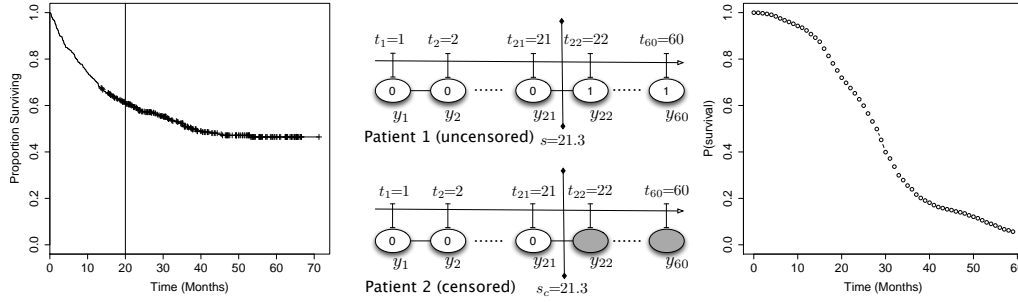 Proportion Surviving
1.0
0.8
0.6
0.4
0.2
0.0
0 10 20 30 40 50 60 70
Time (Months)
t₁=1 t₂=2 t₂₁=21 t₂₂=22 t₆₀=60
0 0 ...... 0 1 ...... 1
y₁ y₂ y₂₁ y₂₂ y₆₀
Patient 1 (uncensored) s=21.3
t₁=1 t₂=2 t₂₁=21 t₂₂=22 t₆₀=60
0 0 ...... 0 ......
y₁ y₂ y₂₁ y₂₂ y₆₀
Patient 2 (censored) s_c=21.3
P(survival)
1.0
0.8
0.6
0.4
0.2
0.0
0 10 20 30 40 50 60
Time (Months)